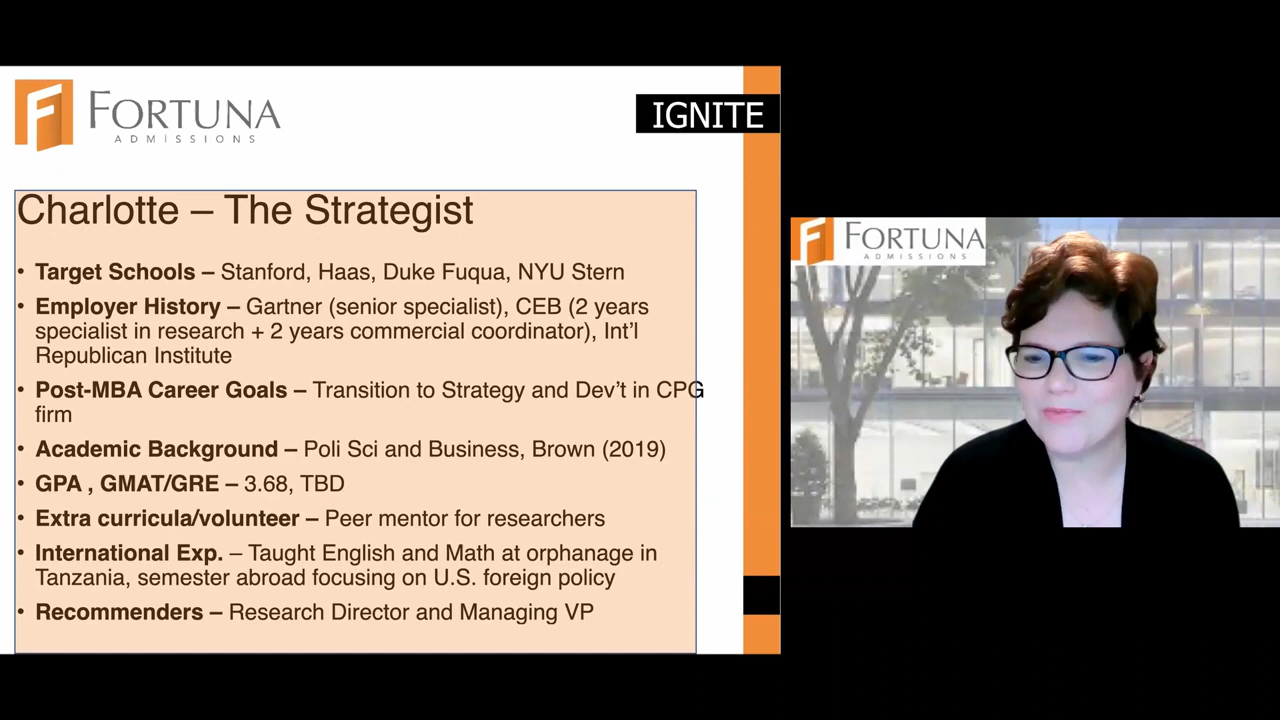 FORTUNA
ADMISSIONS
IGNITE
Charlotte – The Strategist
• Target Schools – Stanford, Haas, Duke Fuqua, NYU Stern
• Employer History – Gartner (senior specialist), CEB (2 years
specialist in research + 2 years commercial coordinator), Int'l
Republican Institute
• Post-MBA Career Goals – Transition to Strategy and Dev't in CPG
firm
• Academic Background – Poli Sci and Business, Brown (2019)
• GPA , GMAT/GRE – 3.68, TBD
• Extra curricula/volunteer – Peer mentor for researchers
• International Exp. – Taught English and Math at orphanage in
Tanzania, semester abroad focusing on U.S. foreign policy
• Recommenders – Research Director and Managing VP
FORTUNA
ADMISSIONS